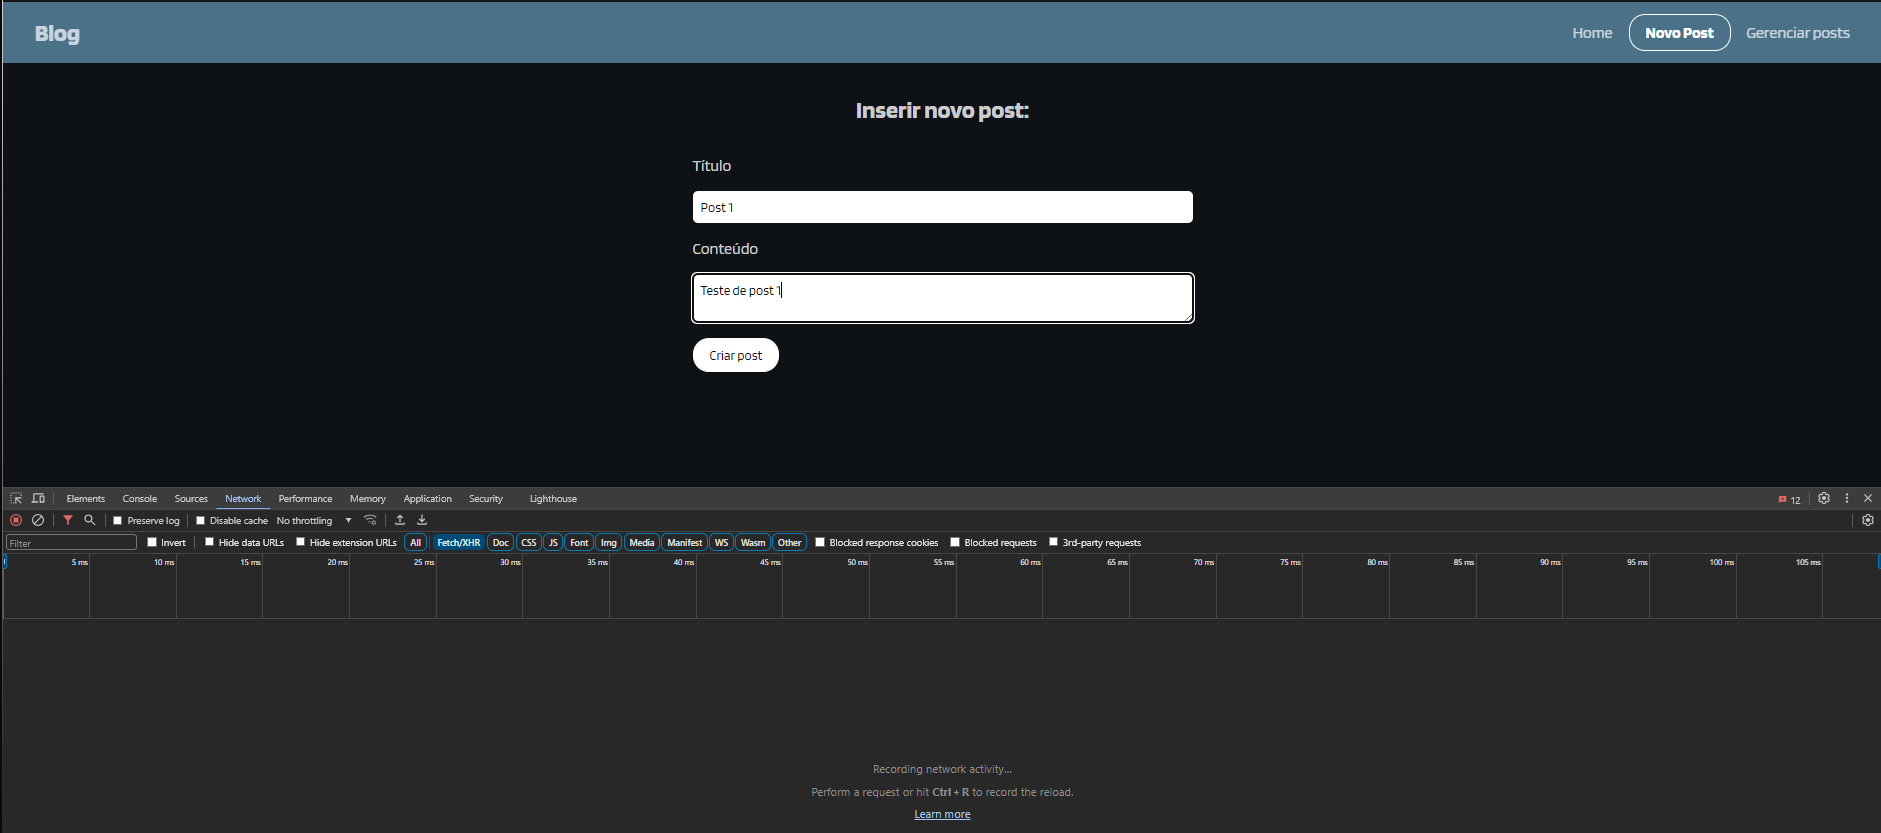 Blog Home Novo Post Gerenciar posts
Inserir novo post:
Título
Post 1
Conteúdo
Teste de post 1
Criar post
Elements Console Sources Network Performance Memory Application Security Lighthouse 12
Preserve log Disable cache No throttling
Filter Invert Hide data URLs Hide extension URLs All Fetch/XHR Doc CSS JS Font Img Media Manifest WS Wasm Other Blocked response cookies Blocked requests 3rd-party requests
5 ms 10 ms 15 ms 20 ms 25 ms 30 ms 35 ms 40 ms 45 ms 50 ms 55 ms 60 ms 65 ms 70 ms 75 ms 80 ms 85 ms 90 ms 95 ms 100 ms 105 ms
Recording network activity...
Perform a request or hit Ctrl + R to record the reload.
Learn more